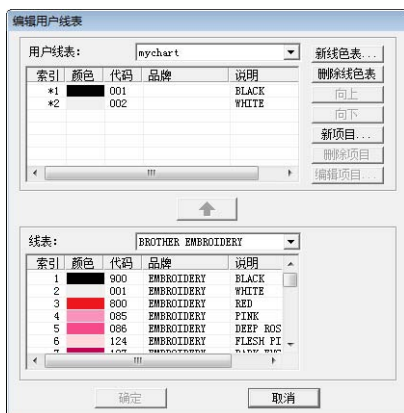 编辑用户线表
用户线表: mychart 新线色表...
索引 颜色 代码 品牌 说明 删除线色表
*1 001 BLACK 向上
*2 002 WHITE 向下
新项目...
删除项目
编辑项目...
线表: BROTHER EMBROIDERY
索引 颜色 代码 品牌 说明
1 900 EMBROIDERY BLACK
2 001 EMBROIDERY WHITE
3 800 EMBROIDERY RED
4 085 EMBROIDERY PINK
5 086 EMBROIDERY DEEP ROS
6 124 EMBROIDERY FLESH PI
确定 取消